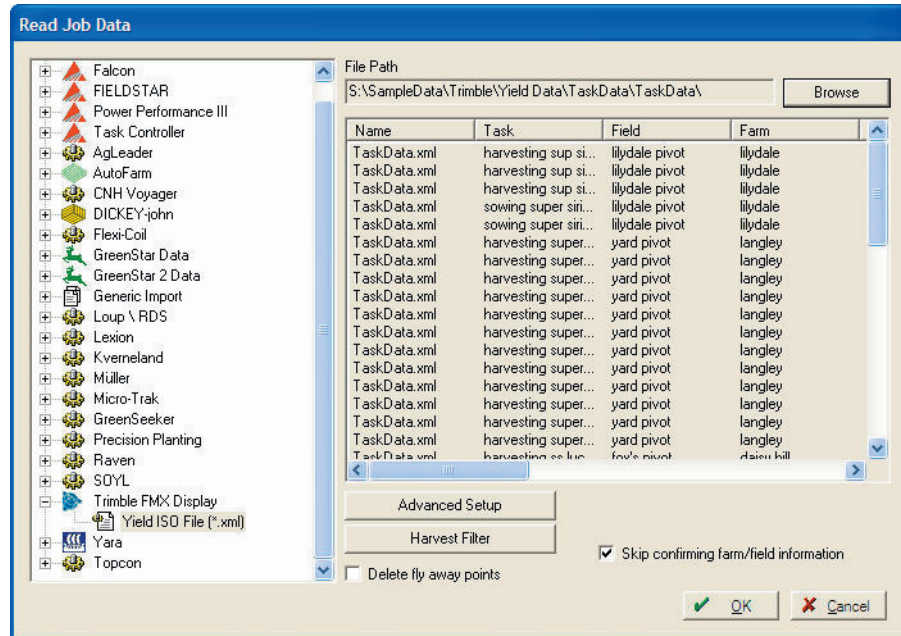 Read Job Data
Falcon
FIELDSTAR
Power Performance III
Task Controller
AgLeader
AutoFarm
CNH Voyager
DICKEY-john
Flexi-Coil
GreenStar Data
GreenStar 2 Data
Generic Import
Loup \ RDS
Lexion
Kverneland
Müller
Micro-Trak
GreenSeeker
Precision Planting
Raven
SOYL
Trimble FMX Display
Yield ISO File (*.xml)
Yara
Topcon
File Path
S:\SampleData\Trimble\Yield Data\TaskData\TaskData\
Browse
Name Task Field Farm
TaskData.xml harvesting sup si... lilydale pivot lilydale
TaskData.xml harvesting sup si... lilydale pivot lilydale
TaskData.xml harvesting sup si... lilydale pivot lilydale
TaskData.xml sowing super siri... lilydale pivot lilydale
TaskData.xml sowing super siri... lilydale pivot lilydale
TaskData.xml harvesting super... yard pivot langley
TaskData.xml harvesting super... yard pivot langley
TaskData.xml harvesting super... yard pivot langley
TaskData.xml harvesting super... yard pivot langley
TaskData.xml harvesting super... yard pivot langley
TaskData.xml harvesting super... yard pivot langley
TaskData.xml harvesting super... yard pivot langley
TaskData.xml harvesting super... yard pivot langley
TaskData.xml harvesting super... yard pivot langley
TaskData.xml harvesting super... yard pivot langley
TaskData.xml harvesting super... yard pivot langley
TaskData.xml harvesting super... yard pivot langley
TaskData.xml harvesting ss luc... fox's pivot daisy hill
Advanced Setup
Harvest Filter
Skip confirming farm/field information
Delete fly away points
OK
Cancel